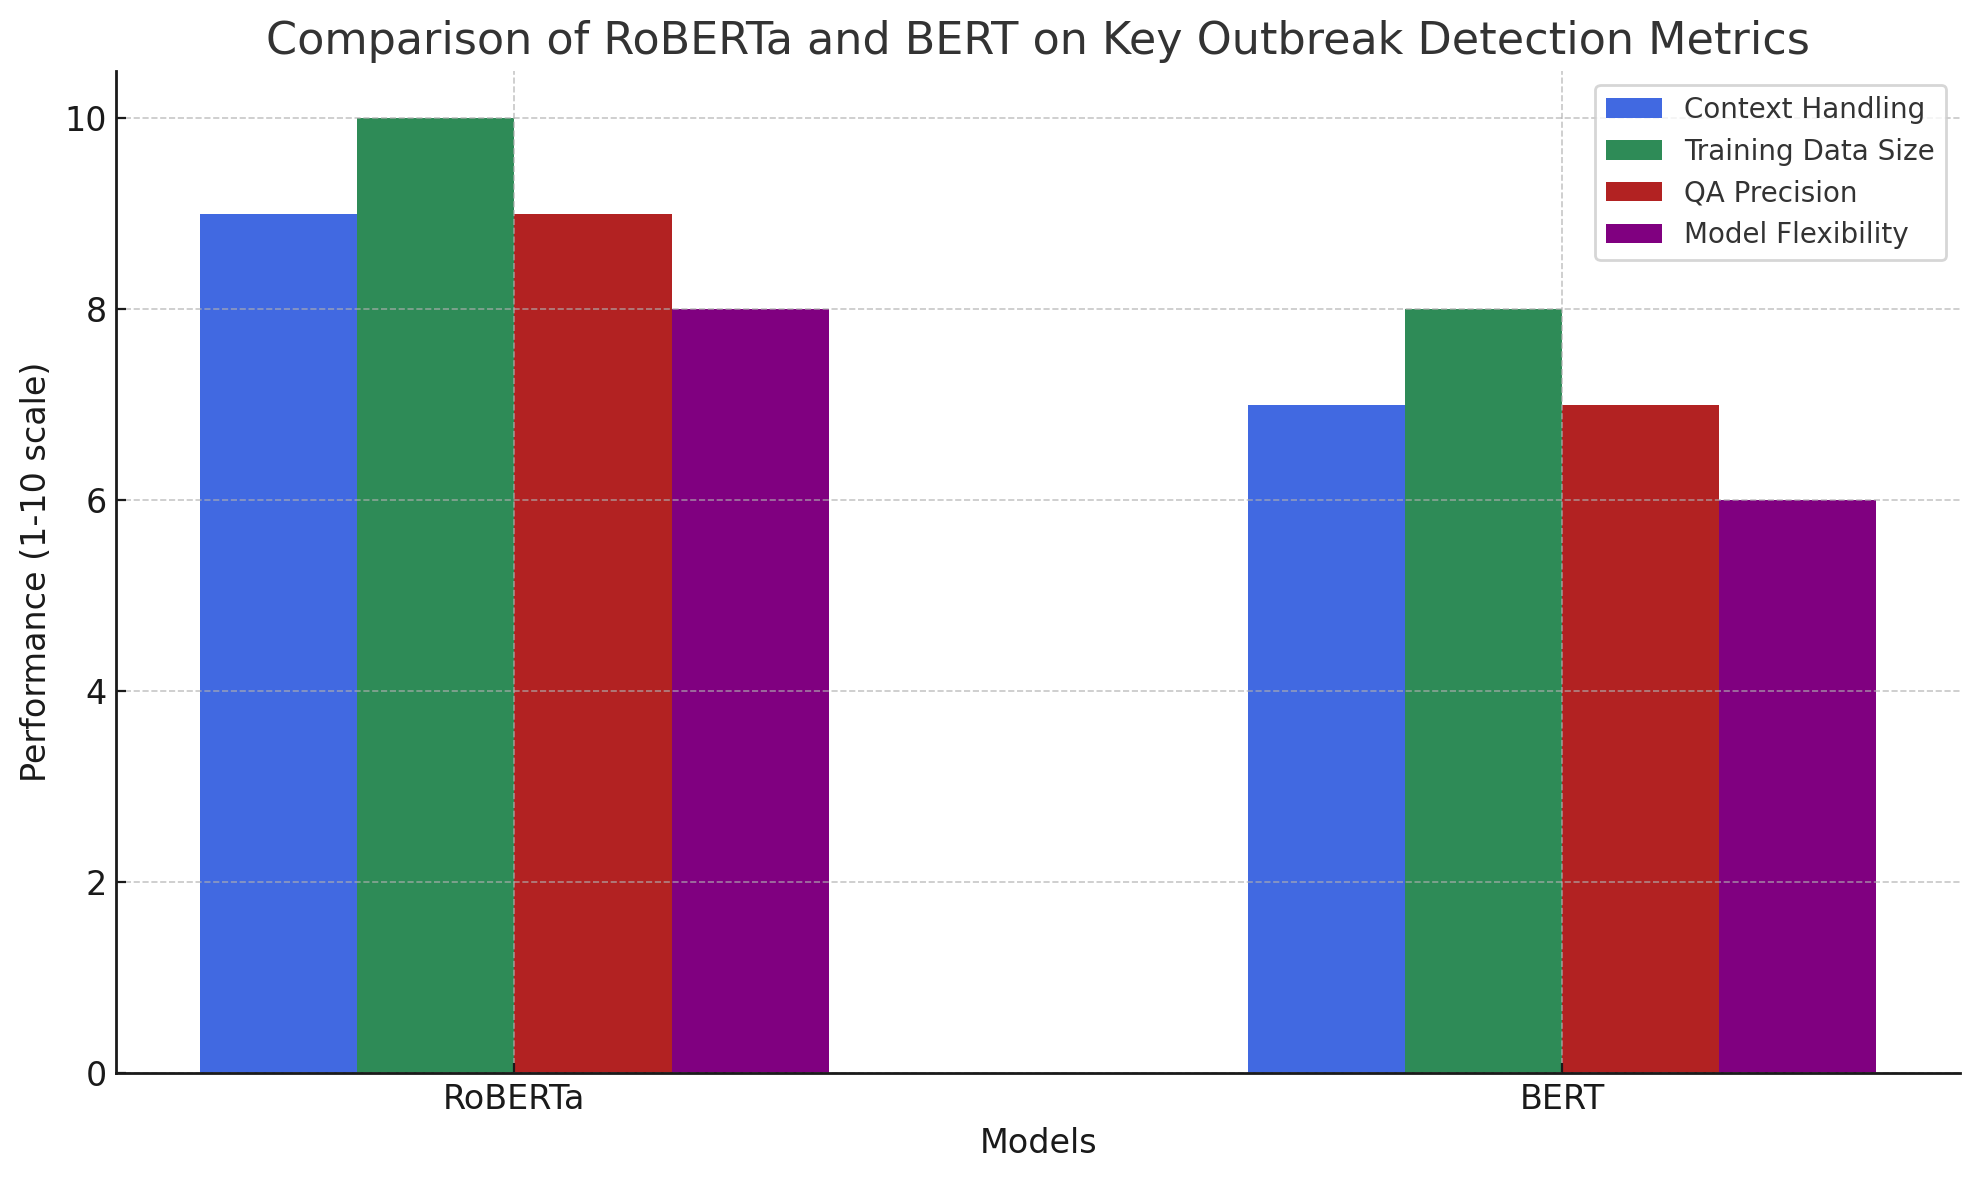 Comparison of RoBERTa and BERT on Key Outbreak Detection Metrics
Performance (1-10 scale)
10
8
6
4
2
0
Context Handling
Training Data Size
QA Precision
Model Flexibility
RoBERTa
BERT
Models